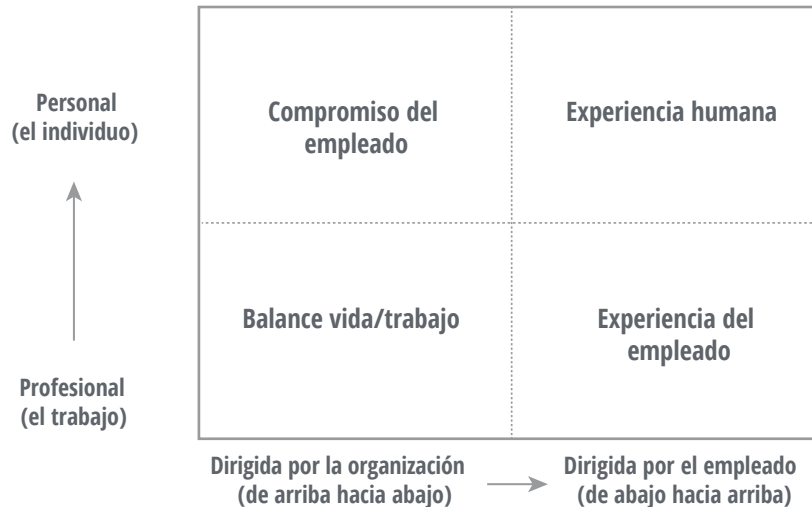 Personal
(el individuo)
Compromiso del
empleado
Experiencia humana
Balance vida/trabajo
Experiencia del
empleado
Profesional
(el trabajo)
Dirigida por la organización
(de arriba hacia abajo)
Dirigida por el empleado
(de abajo hacia arriba)